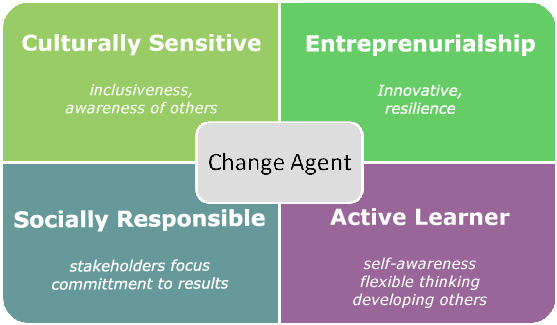 Culturally Sensitive
inclusiveness,
awareness of others
Entreprenurialship
Innovative,
resilience
Change Agent
Socially Responsible
stakeholders focus
committment to results
Active Learner
self-awareness
flexible thinking
developing others